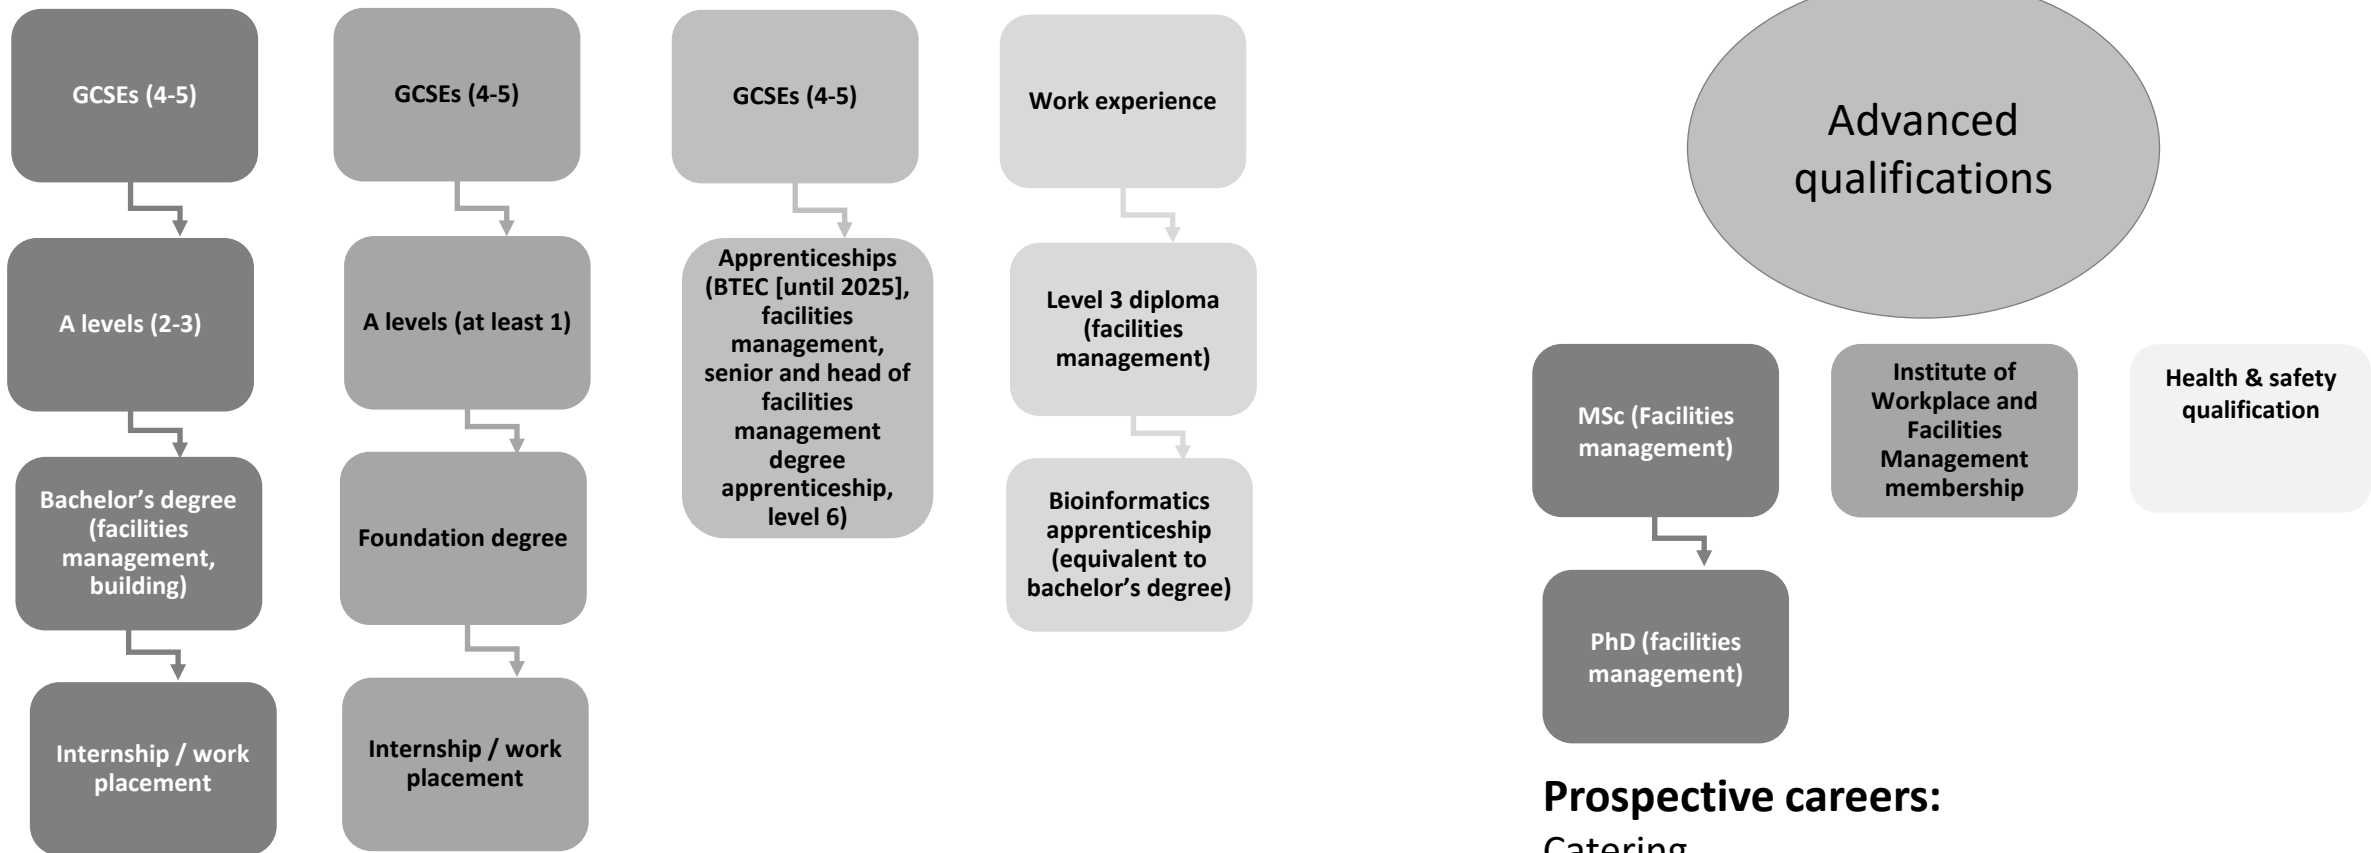 GCSEs (4-5)
A levels (2-3)
Bachelor’s degree
(facilities
management,
building)
Internship / work
placement
GCSEs (4-5)
A levels (at least 1)
Foundation degree
Internship / work
placement
GCSEs (4-5)
Apprenticeships
(BTEC [until 2025],
facilities
management,
senior and head of
facilities
management
degree
apprenticeship,
level 6)
Work experience
Level 3 diploma
(facilities
management)
Bioinformatics
apprenticeship
(equivalent to
bachelor’s degree)
Advanced
qualifications
MSc (Facilities
management)
PhD (facilities
management)
Institute of
Workplace and
Facilities
Management
membership
Health & safety
qualification
Prospective careers:
Catering